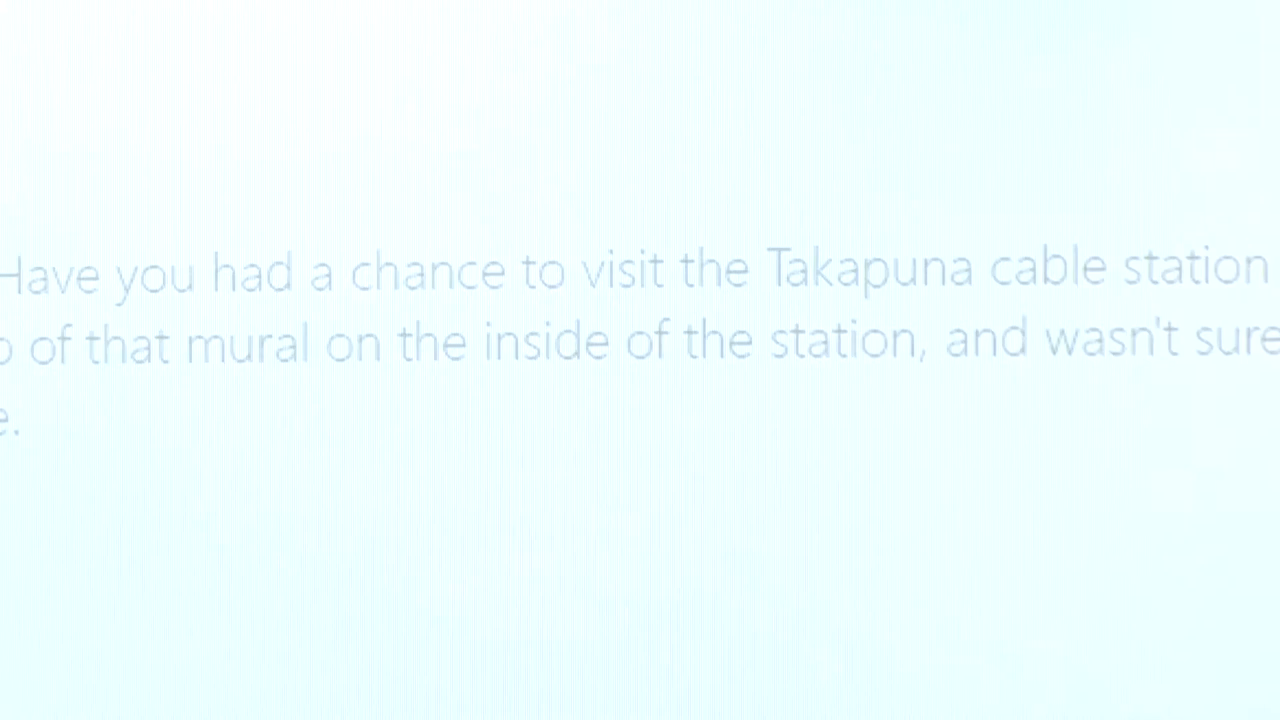 Have you had a chance to visit the Takapuna cable station
of that mural on the inside of the station, and wasn't sure